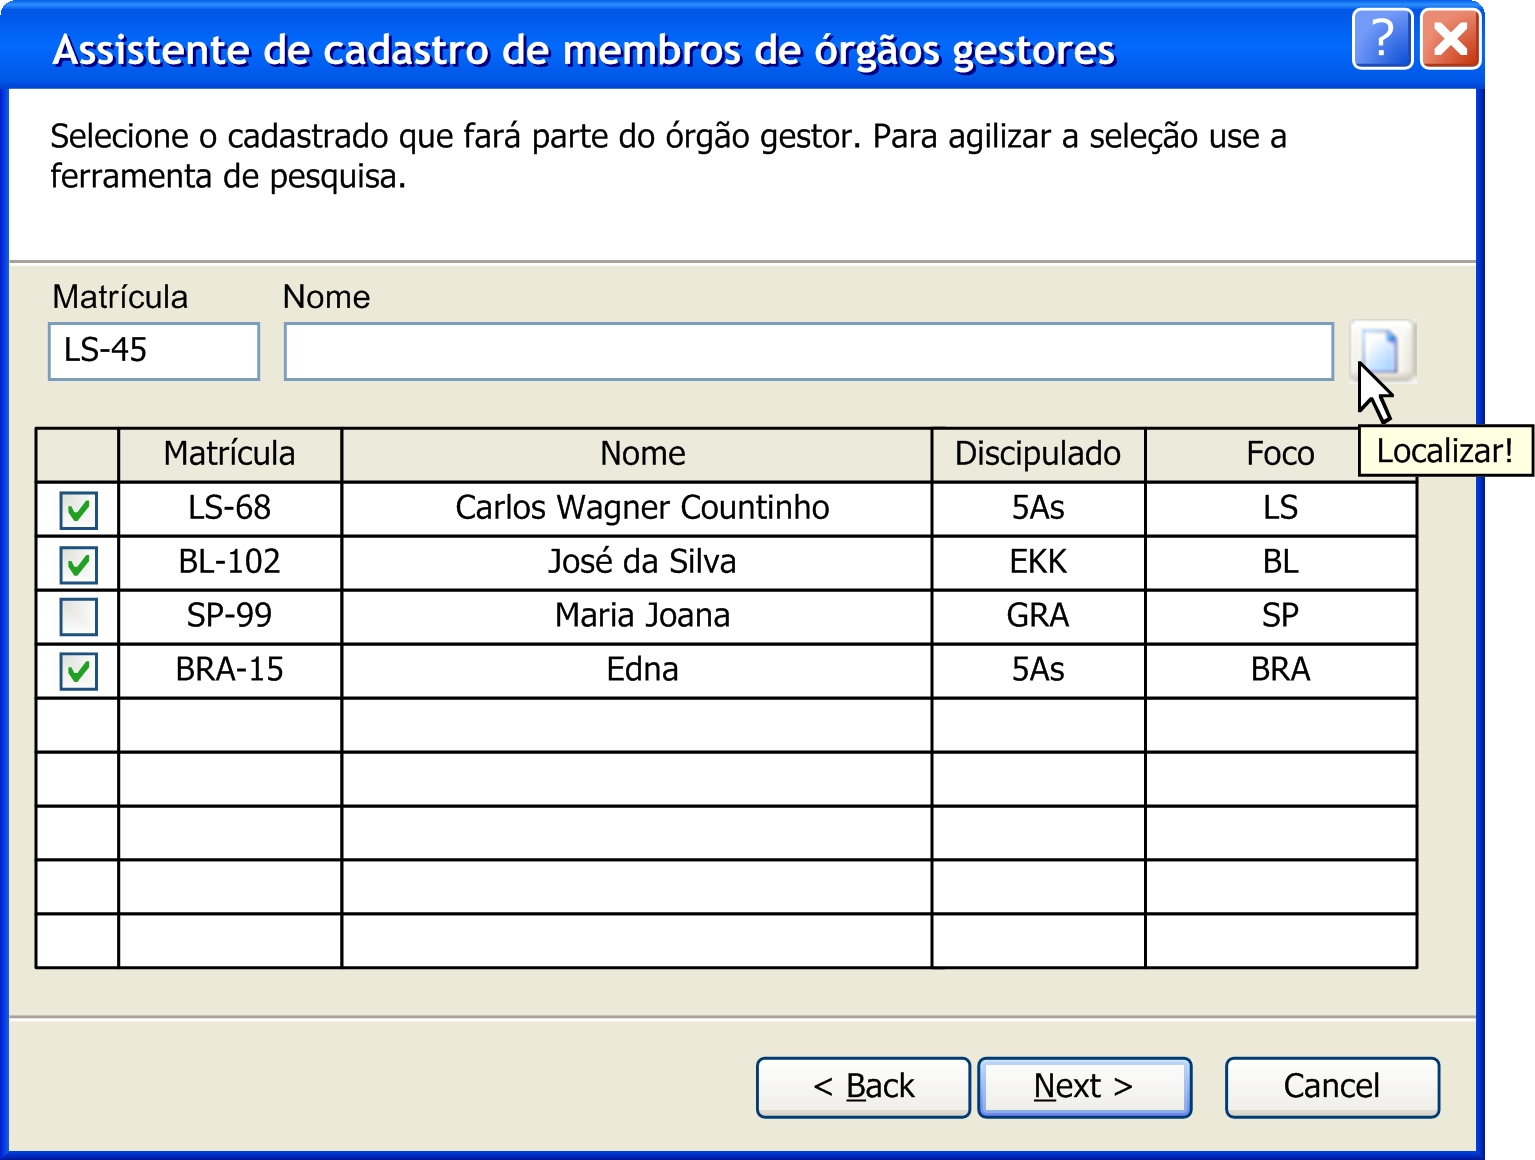 Assistente de cadastro de membros de órgãos gestores
?
Selecione o cadastrado que fará parte do órgão gestor. Para agilizar a seleção use a
ferramenta de pesquisa.
Matrícula Nome
LS-45
Localizar!
Matrícula Nome Discipulado Foco
LS-68 Carlos Wagner Countinho 5As LS
BL-102 José da Silva EKK BL
SP-99 Maria Joana GRA SP
BRA-15 Edna 5As BRA
< Back Next > Cancel